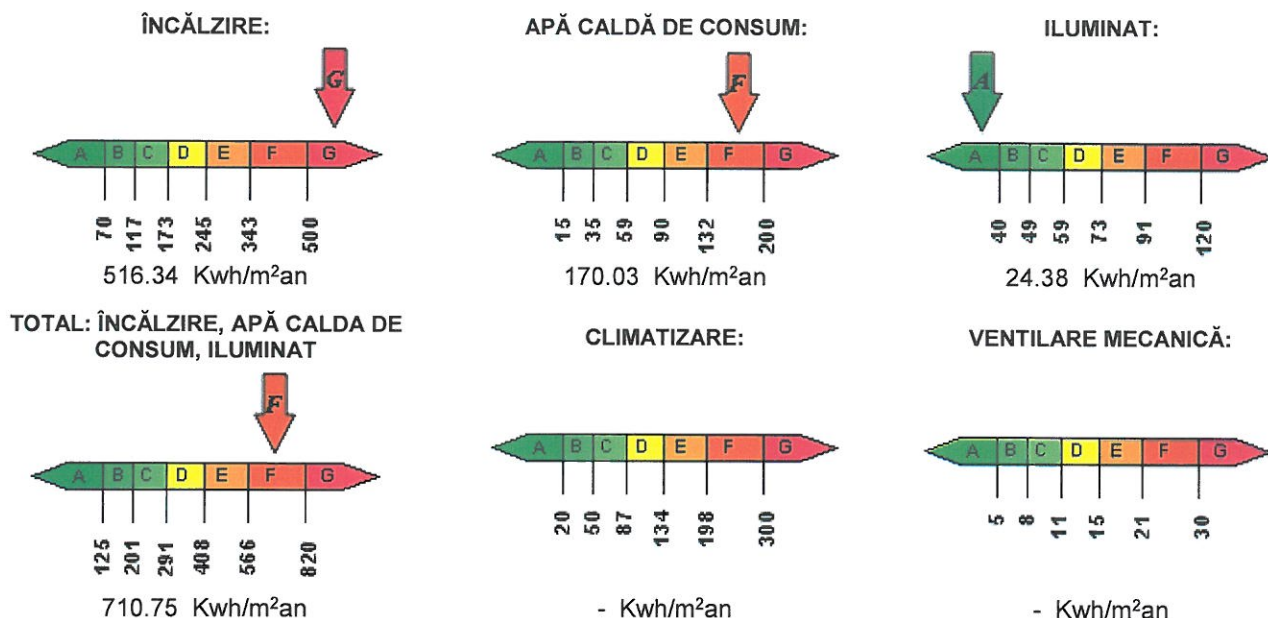 ÎNCĂLZIRE:
G
A B C D E F G
70 117 173 245 343 500
516.34 Kwh/m²an
APĂ CALDĂ DE CONSUM:
F
A B C D E F G
15 35 59 90 132 200
170.03 Kwh/m²an
ILUMINAT:
A
A B C D E F G
40 49 59 73 91 120
24.38 Kwh/m²an
TOTAL: ÎNCĂLZIRE, APĂ CALDA DE
CONSUM, ILUMINAT
F
A B C D E F G
125 201 291 408 566 820
710.75 Kwh/m²an
CLIMATIZARE:
A B C D E F G
20 50 87 134 198 300
- Kwh/m²an
VENTILARE MECANICĂ:
A B C D E F G
5 8 11 15 21 30
- Kwh/m²an